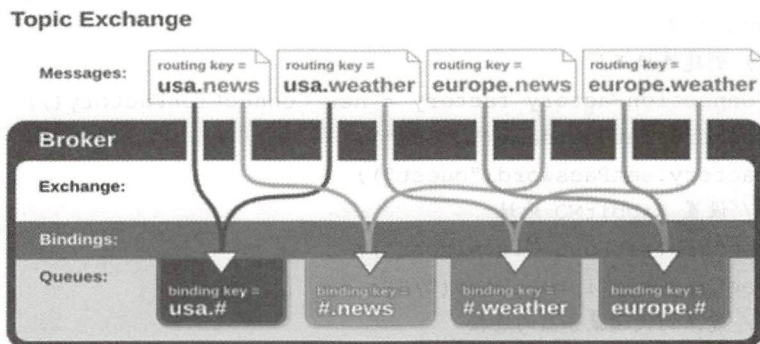 Topic Exchange
Messages:
routing key =
usa.news
routing key =
usa.weather
routing key =
europe.news
routing key =
europe.weather
Broker
Exchange:
Bindings:
Queues:
binding key =
usa.#
binding key =
#.news
binding key =
#.weather
binding key =
europe.#